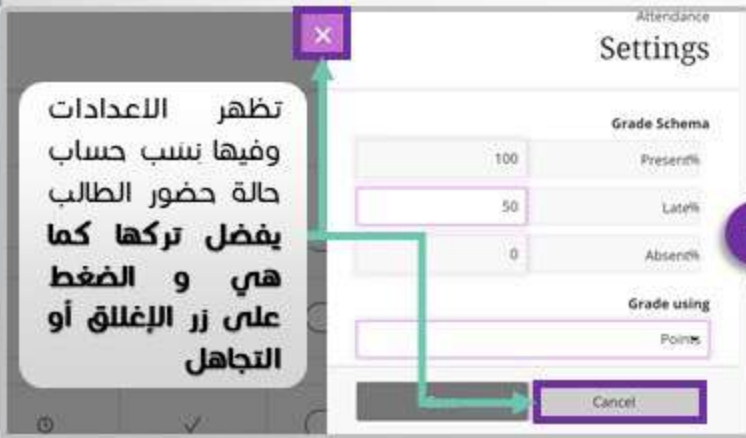 Attendance
Settings
تظهر الاعدادات
وفيها نسب حساب
حالة حضور الطالب
يفضل تركها كما
هي و الضغط
على زر الإغلاق أو
التجاهل
Grade Schema
100 Present%
50 Late%
0 Absent%
Grade using
Points
Cancel